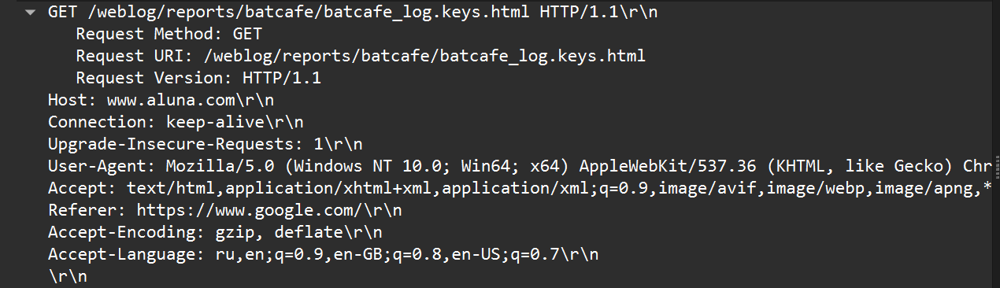 GET /weblog/reports/batcafe/batcafe_log.keys.html HTTP/1.1\r\n
Request Method: GET
Request URI: /weblog/reports/batcafe/batcafe_log.keys.html
Request Version: HTTP/1.1
Host: www.aluna.com\r\n
Connection: keep-alive\r\n
Upgrade-Insecure-Requests: 1\r\n
User-Agent: Mozilla/5.0 (Windows NT 10.0; Win64; x64) AppleWebKit/537.36 (KHTML, like Gecko) Chr
Accept: text/html,application/xhtml+xml,application/xml;q=0.9,image/avif,image/webp,image/apng,*
Referer: https://www.google.com/\r\n
Accept-Encoding: gzip, deflate\r\n
Accept-Language: ru,en;q=0.9,en-GB;q=0.8,en-US;q=0.7\r\n
\r\n